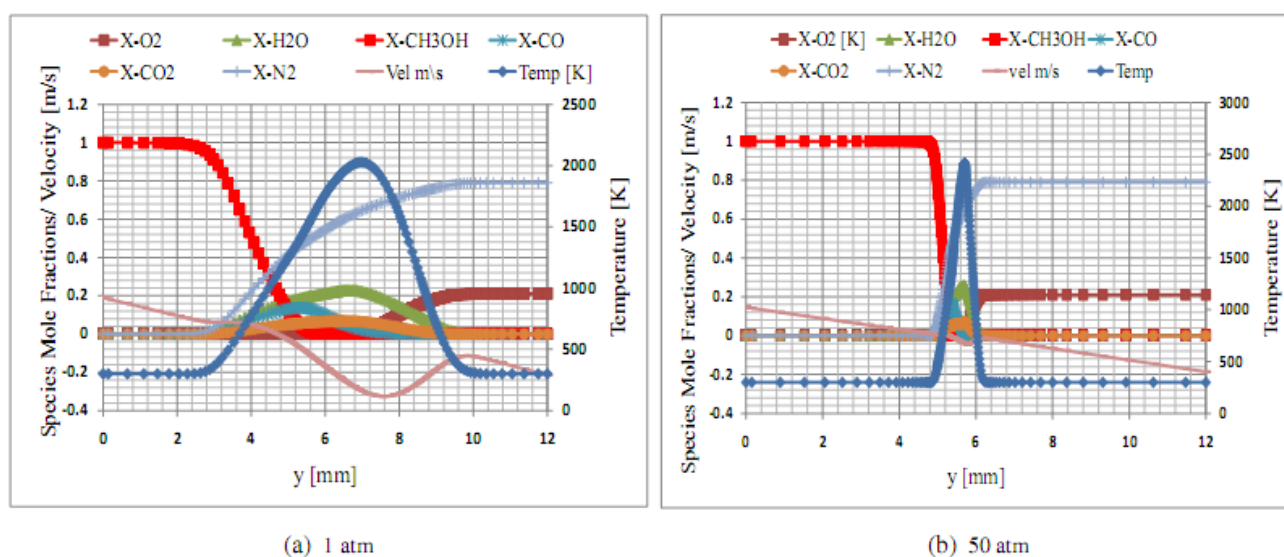 X-O2 X-H2O X-CH3OH X-CO
X-CO2 X-N2 Vel m\s Temp [K]
Species Mole Fractions/ Velocity [m/s]
1.2
1
0.8
0.6
0.4
0.2
0
-0.2
-0.4
2500
2000
1500
1000
500
0
Temperature [K]
0 2 4 6 8 10 12
y [mm]
(a) 1 atm
X-O2 [K] X-H2O X-CH3OH X-CO
X-CO2 X-N2 vel m/s Temp
Species Mole Fractions/ Velocity [m/s]
1.2
1
0.8
0.6
0.4
0.2
0
-0.2
-0.4
3000
2500
2000
1500
1000
500
0
Temperature [K]
0 2 4 6 8 10 12
y [mm]
(b) 50 atm